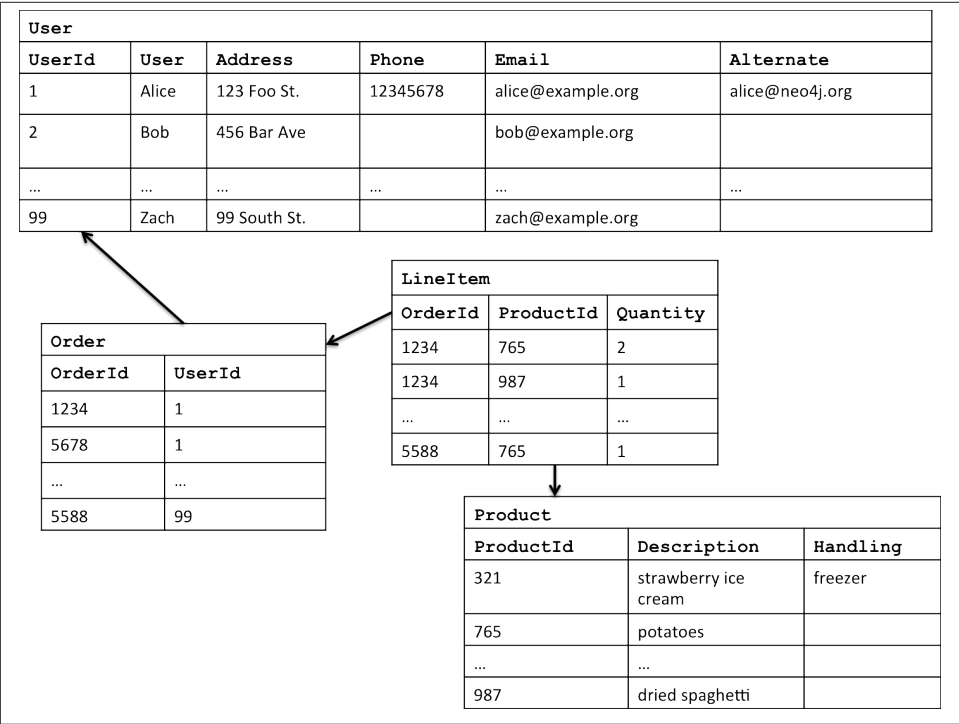 User
UserId User Address Phone Email Alternate
1 Alice 123 Foo St. 12345678 alice@example.org alice@neo4j.org
2 Bob 456 Bar Ave bob@example.org
... ... ... ... ... ...
99 Zach 99 South St. zach@example.org
LineItem
OrderId ProductId Quantity
1234 765 2
1234 987 1
... ... ...
5588 765 1
Order
OrderId UserId
1234 1
5678 1
... ...
5588 99
Product
ProductId Description Handling
321 strawberry ice freezer
cream
765 potatoes
... ...
987 dried spaghetti